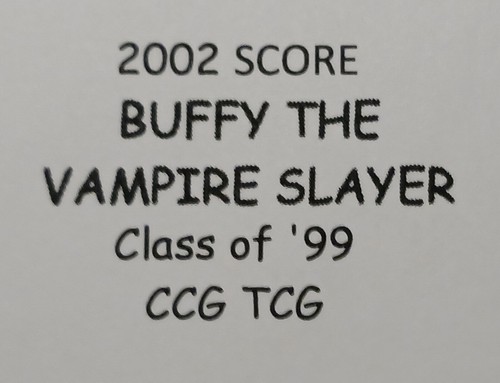 2002 SCORE
BUFFY THE
VAMPIRE SLAYER
Class of '99
CCG TCG